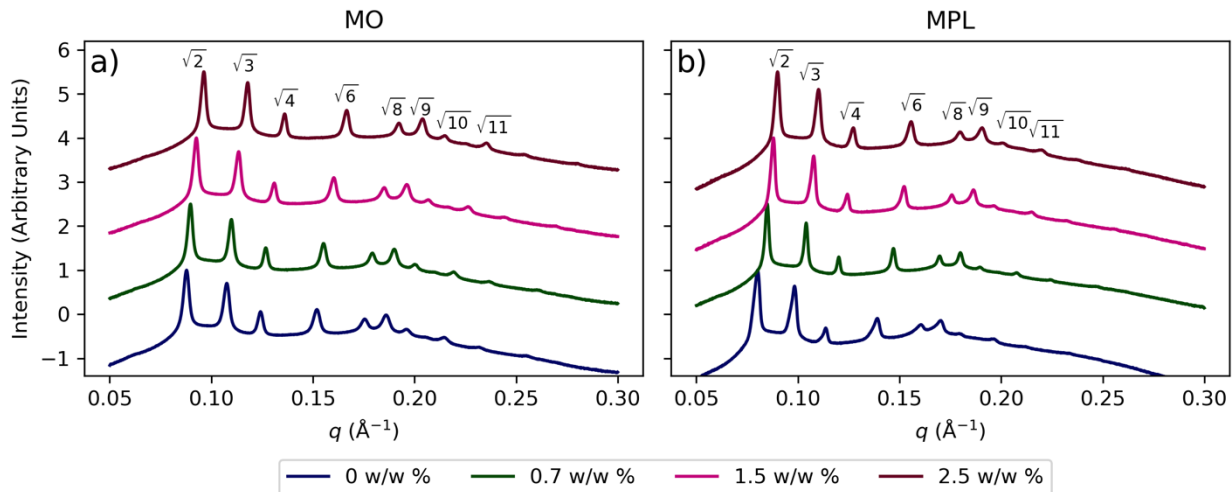 MO
MPL
a)
b)
√2
√3
√4
√6
√8
√9
√10
√11
√2
√3
√4
√6
√8
√9
√10
√11
Intensity (Arbitrary Units)
6
5
4
3
2
1
0
−1
0.05 0.10 0.15 0.20 0.25 0.30
0.05 0.10 0.15 0.20 0.25 0.30
q (Å⁻¹)
q (Å⁻¹)
0 w/w % 0.7 w/w % 1.5 w/w % 2.5 w/w %